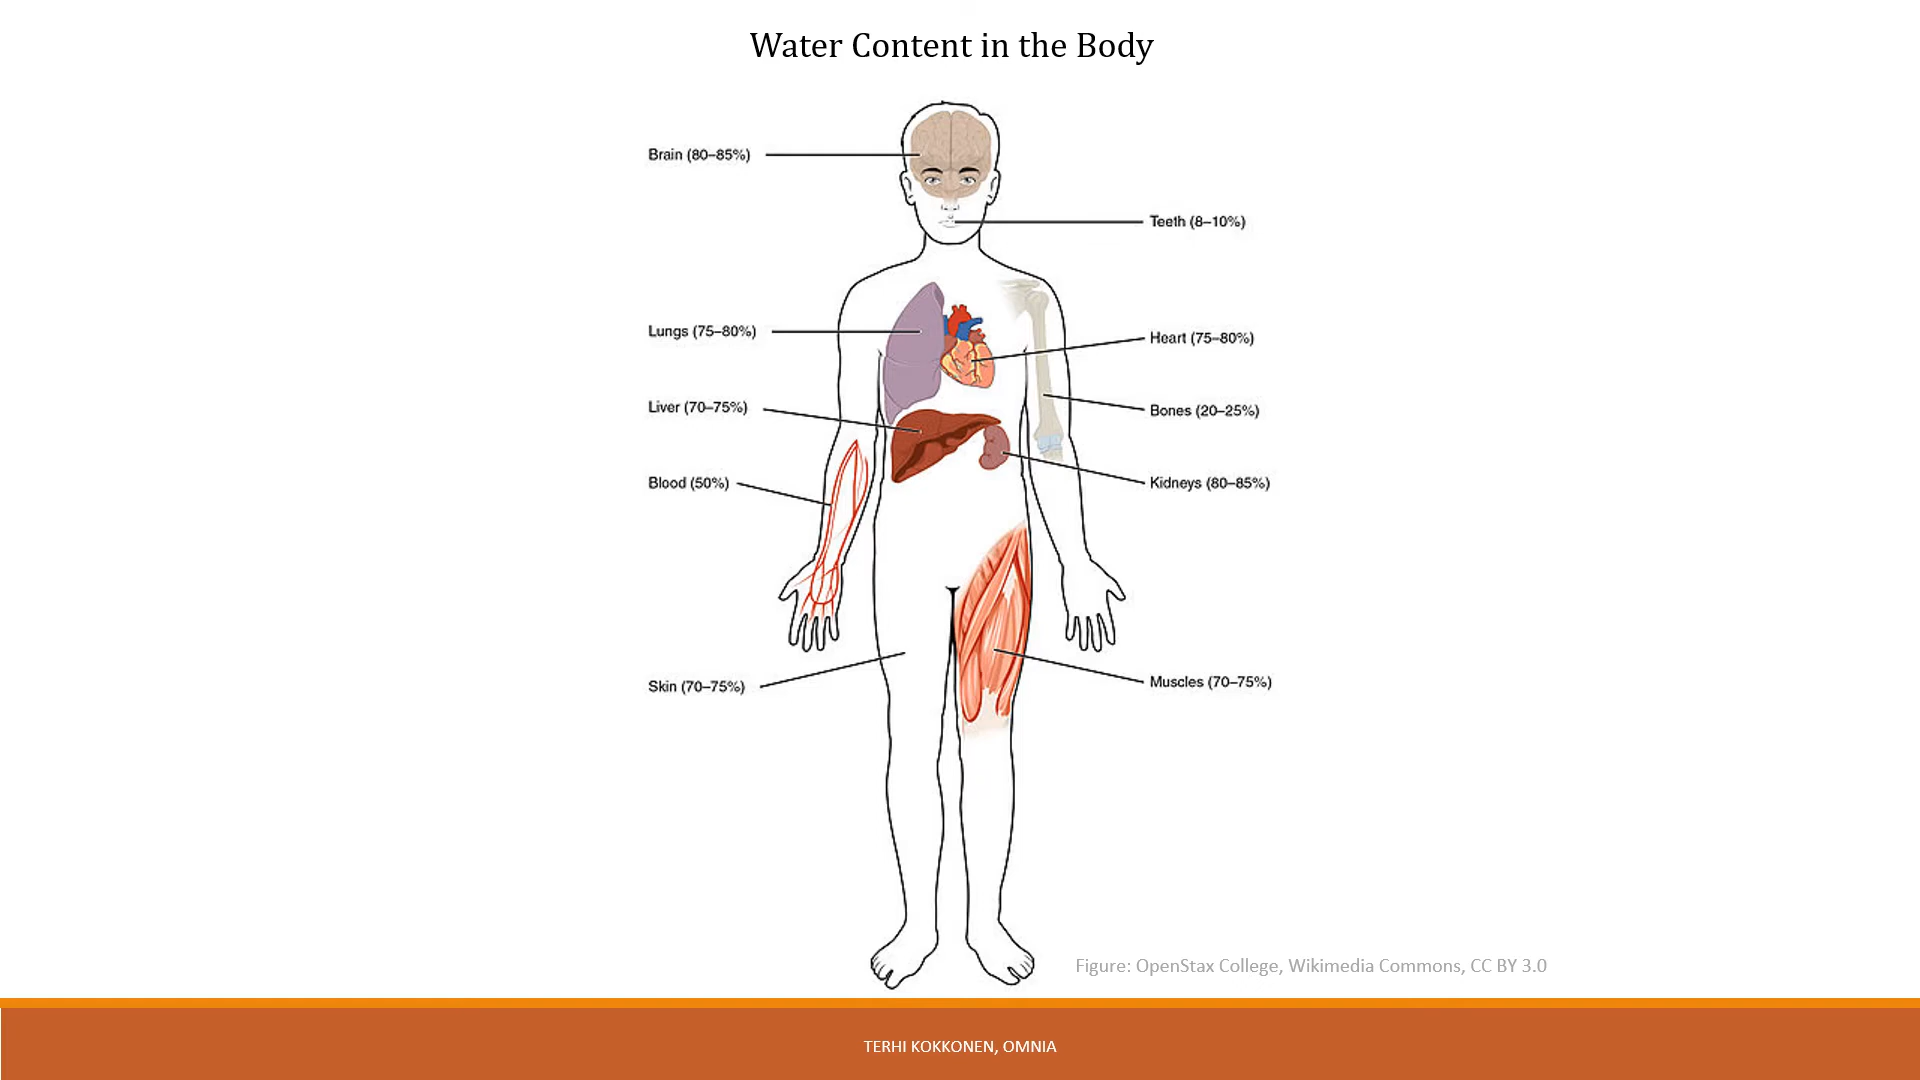 Water Content in the Body
Brain (80–85%)
Teeth (8–10%)
Lungs (75–80%)
Heart (75–80%)
Liver (70–75%)
Bones (20–25%)
Blood (50%)
Kidneys (80–85%)
Skin (70–75%)
Muscles (70–75%)
Figure: OpenStax College, Wikimedia Commons, CC BY 3.0
TERHI KOKKONEN, OMNIA